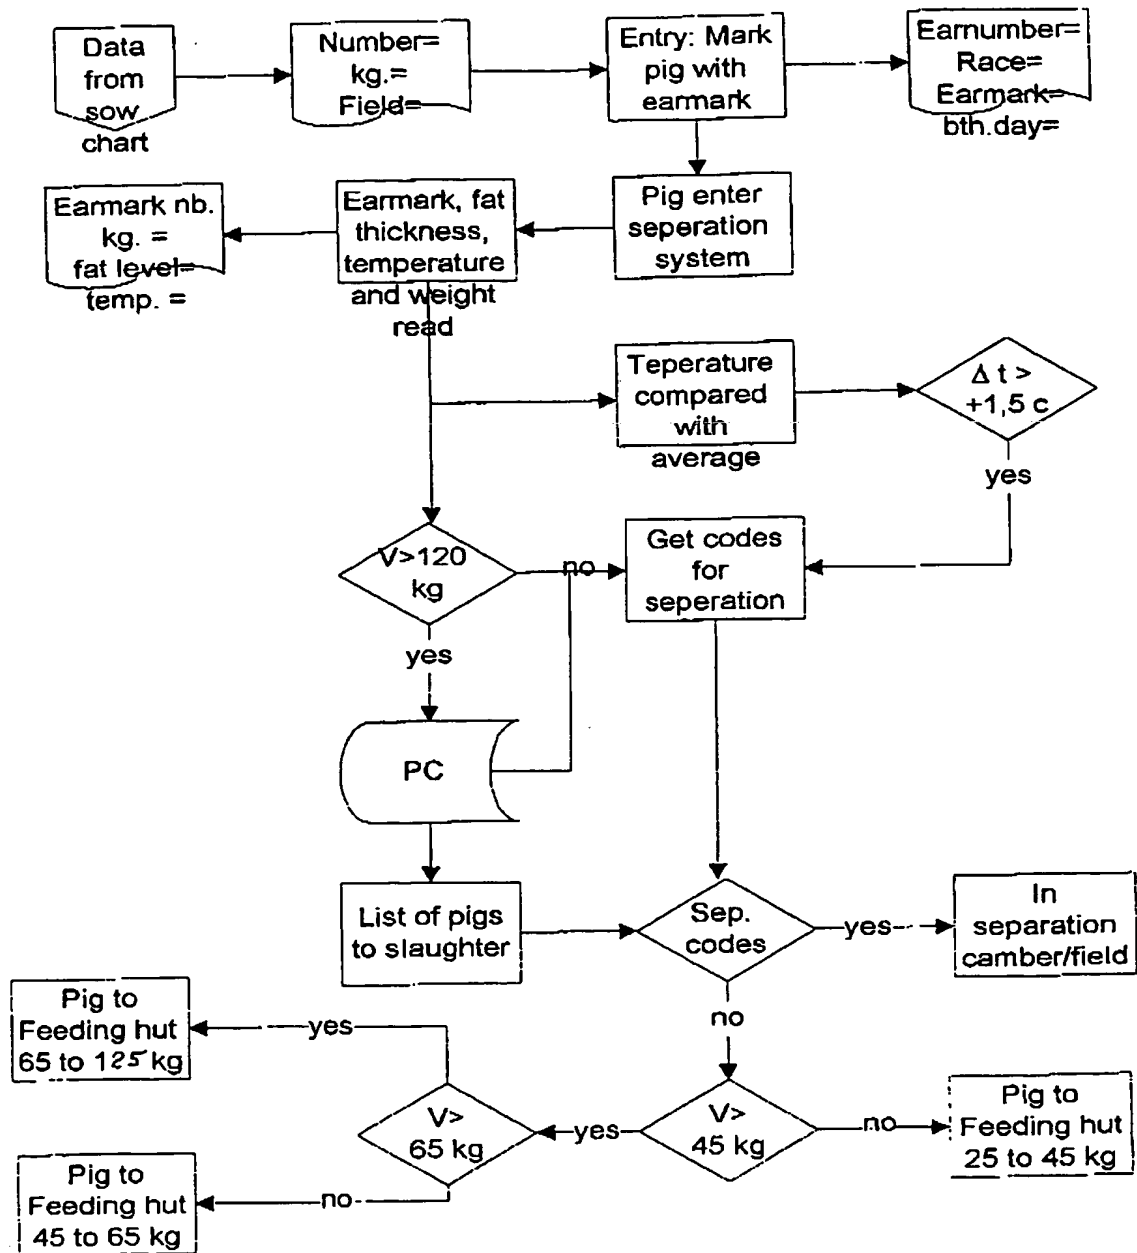 Data
from
sow
chart
Number=
kg.=
Field=
Entry: Mark
pig with
earmark
Earnumber=
Race=
Earmark=
bth.day=
Earmark nb.
kg. =
fat level=
temp. =
Earmark, fat
thickness,
temperature
and weight
read
Pig enter
seperation
system
Teperature
compared
with
average
Δ t >
+1,5 c
yes
V>120
kg
no
Get codes
for
seperation
yes
PC
List of pigs
to slaughter
Sep.
codes
yes
In
separation
camber/field
no
Pig to
Feeding hut
65 to 125 kg
yes
V>
65 kg
yes
V>
45 kg
no
Pig to
Feeding hut
25 to 45 kg
Pig to
Feeding hut
45 to 65 kg
no